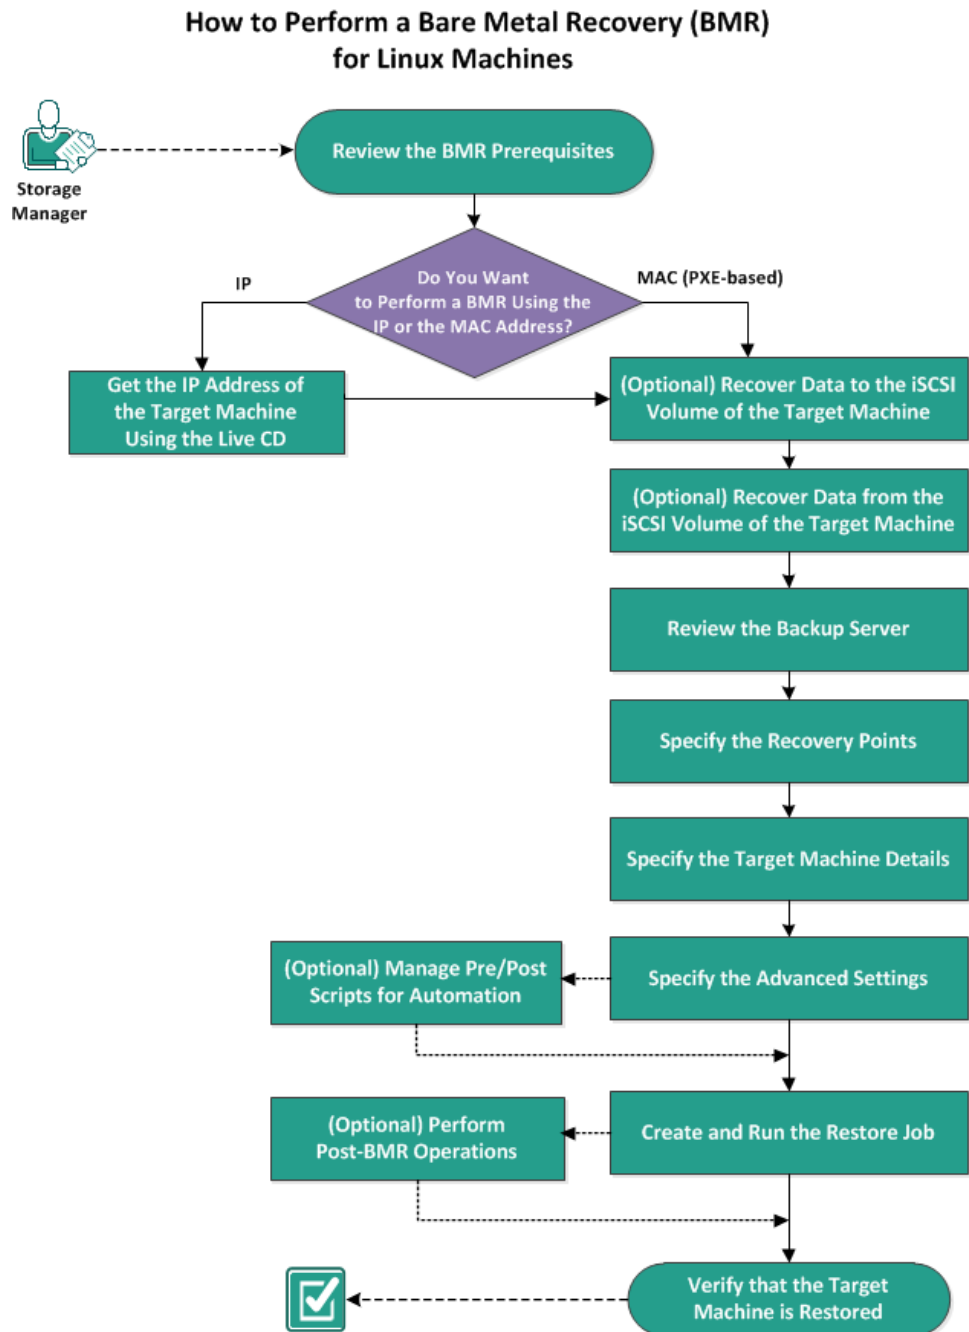 How to Perform a Bare Metal Recovery (BMR)
for Linux Machines
Storage
Manager
Review the BMR Prerequisites
Do You Want
to Perform a BMR Using the
IP or the MAC Address?
IP
MAC (PXE-based)
Get the IP Address of
the Target Machine
Using the Live CD
(Optional) Recover Data to the iSCSI
Volume of the Target Machine
(Optional) Recover Data from the
iSCSI Volume of the Target Machine
Review the Backup Server
Specify the Recovery Points
Specify the Target Machine Details
(Optional) Manage Pre/Post
Scripts for Automation
Specify the Advanced Settings
(Optional) Perform
Post-BMR Operations
Create and Run the Restore Job
Verify that the Target
Machine is Restored